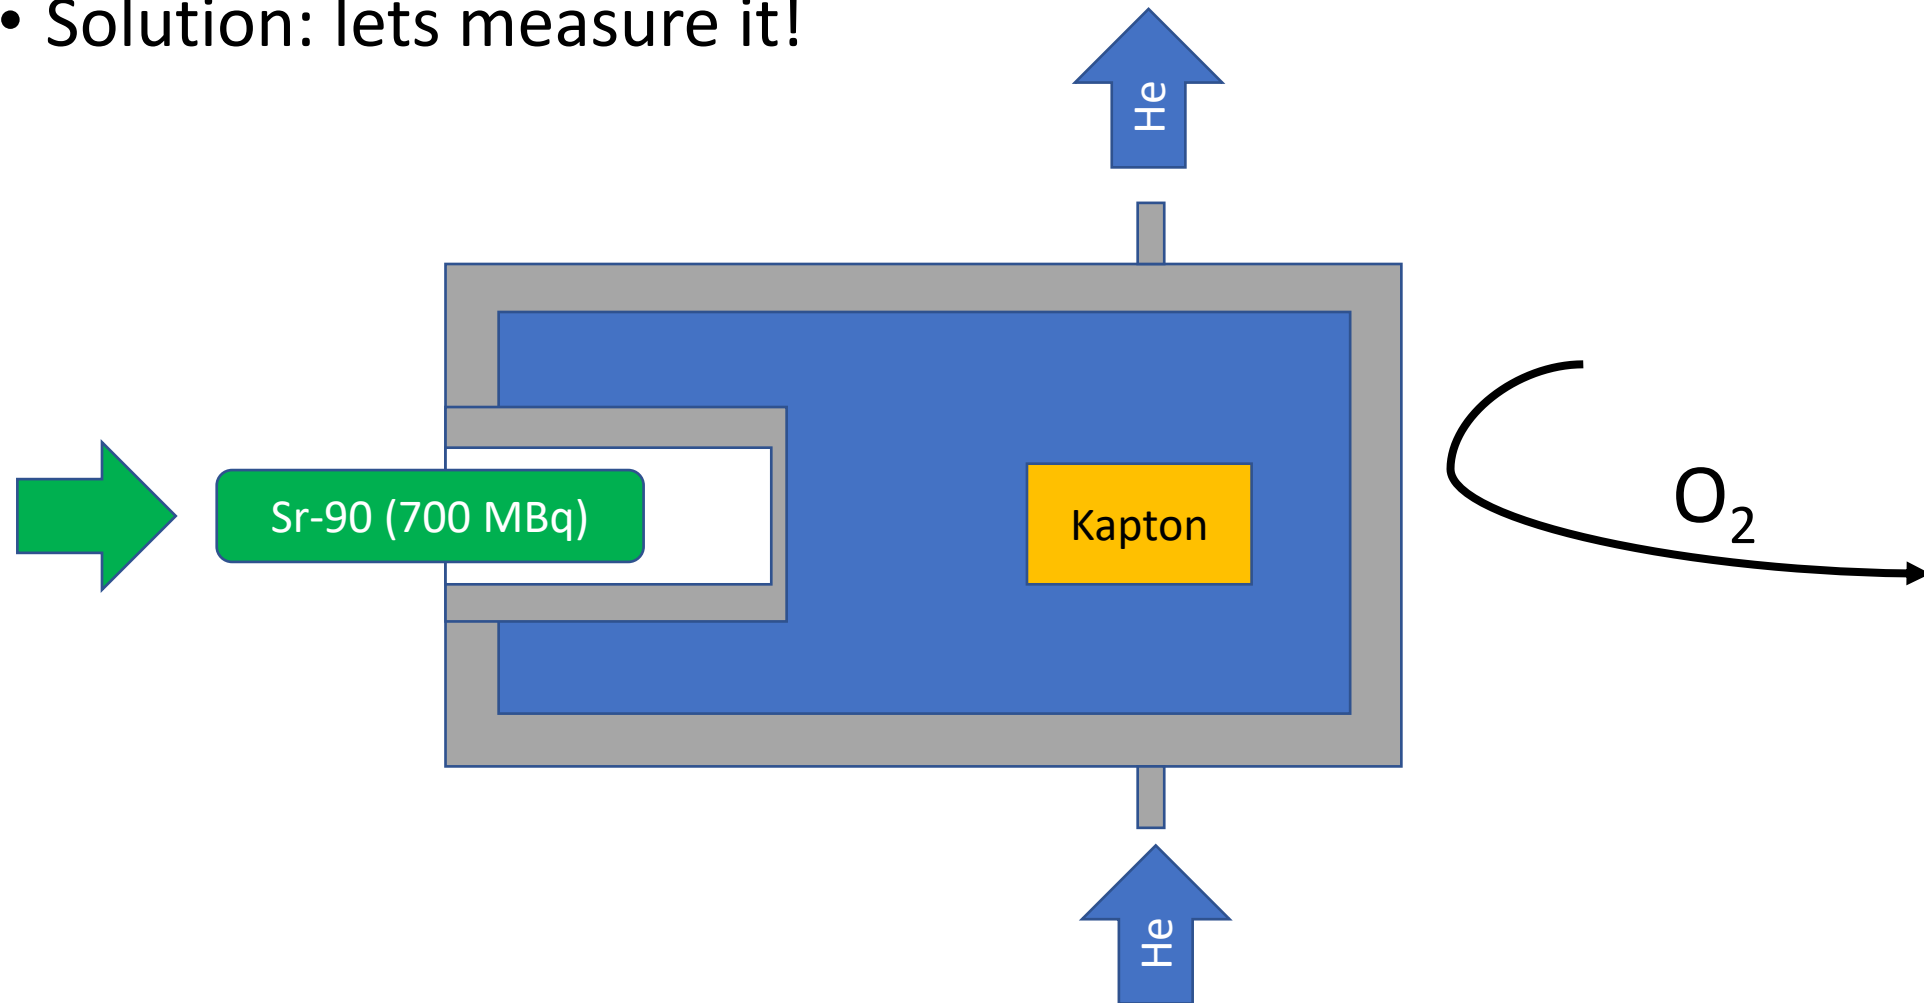 • Solution: lets measure it!
He
Sr-90 (700 MBq)
Kapton
O₂
He